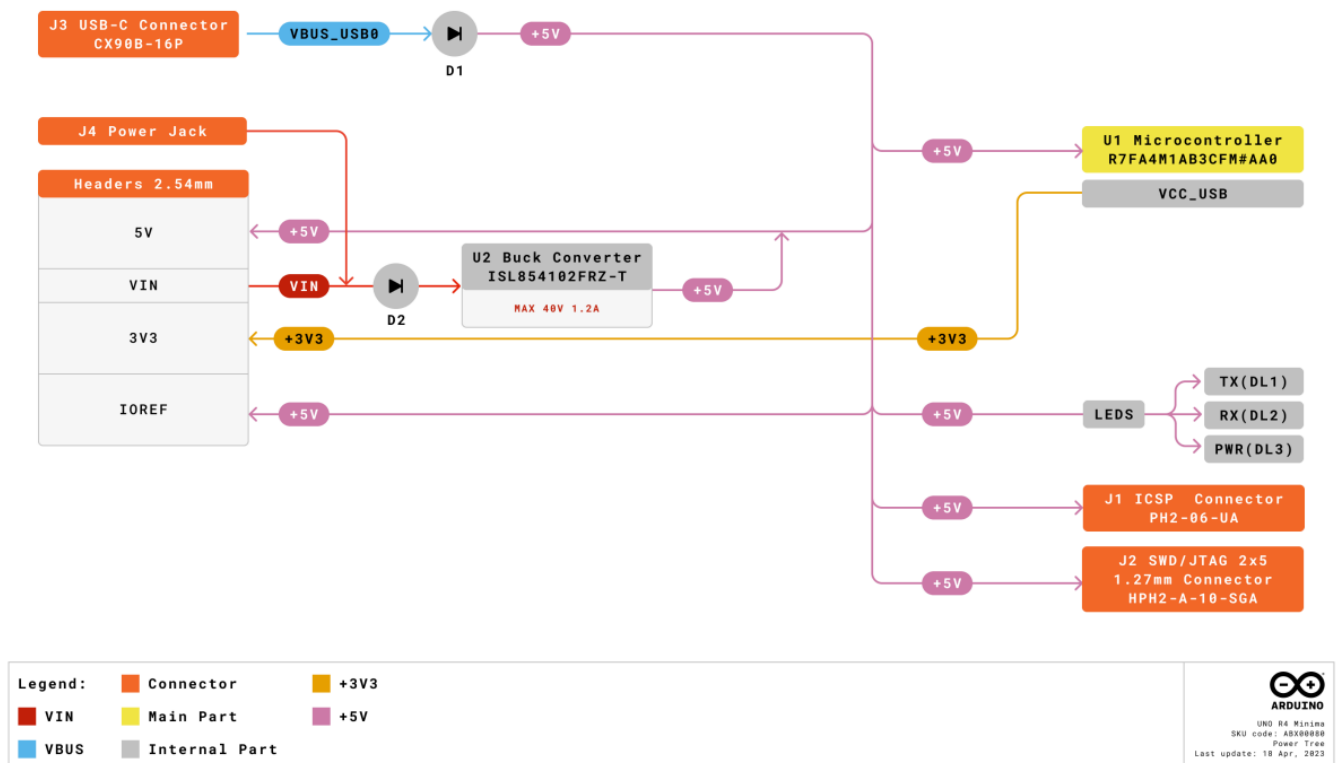 J3 USB-C Connector
CX90B-16P
VBUS_USB0
+5V
D1
J4 Power Jack
Headers 2.54mm
5V
VIN
3V3
IOREF
+5V
VIN
+3V3
+5V
D2
U2 Buck Converter
ISL854102FRZ-T
MAX 40V 1.2A
+5V
+5V
+3V3
+5V
+5V
+5V
U1 Microcontroller
R7FA4M1AB3CFM#AA0
VCC_USB
LEDS
TX(DL1)
RX(DL2)
PWR(DL3)
J1 ICSP Connector
PH2-06-UA
J2 SWD/JTAG 2x5
1.27mm Connector
HPH2-A-10-SGA
Legend:
VIN
VBUS
Connector
Main Part
Internal Part
+3V3
+5V
ARDUINO
UNO R4 Minima
SKU code: ABX00080
Power Tree
Last update: 18 Apr, 2023